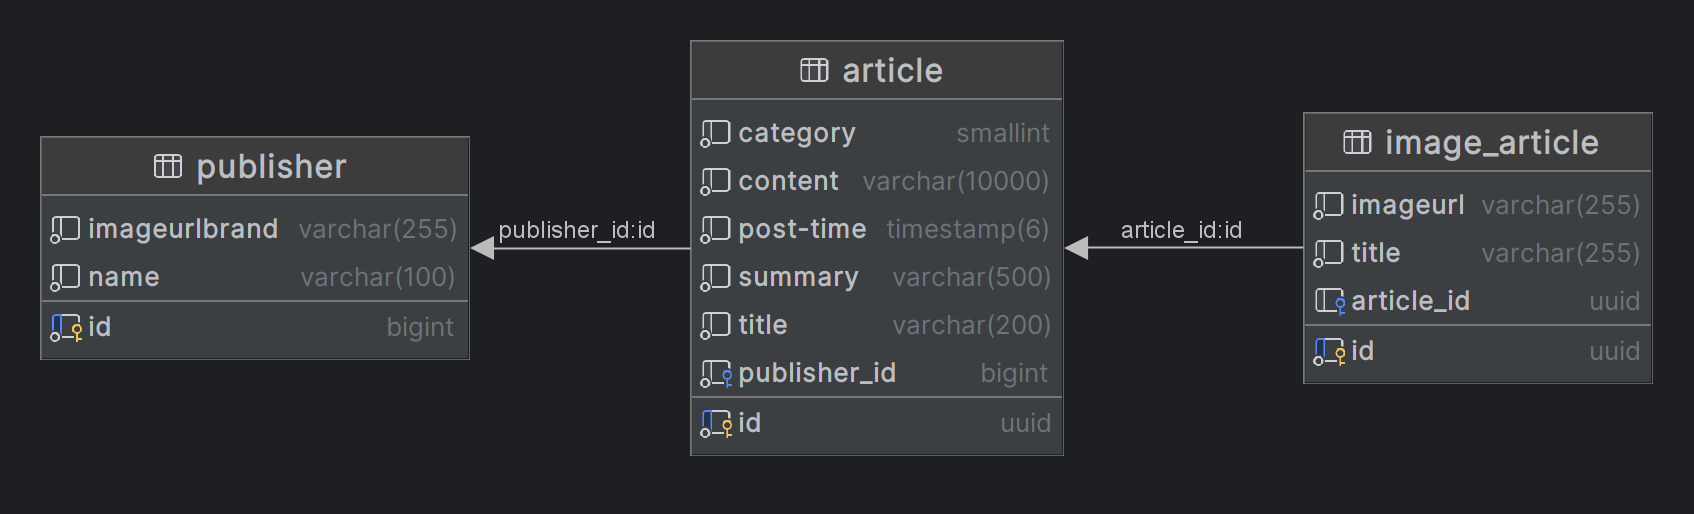 publisher
imageurlbrand varchar(255)
name varchar(100)
id bigint
publisher_id:id
article
category smallint
content varchar(10000)
post-time timestamp(6)
summary varchar(500)
title varchar(200)
publisher_id bigint
id uuid
article_id:id
image_article
imageurl varchar(255)
title varchar(255)
article_id uuid
id uuid